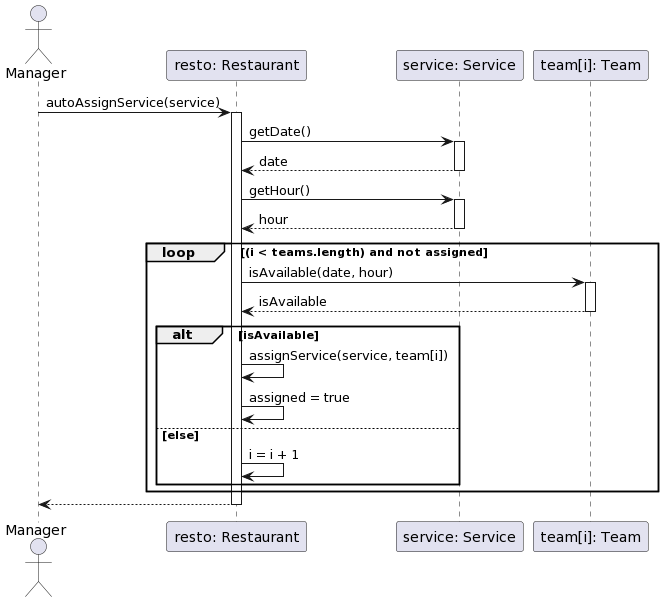 Manager
resto: Restaurant
service: Service
team[i]: Team
autoAssignService(service)
getDate()
date
getHour()
hour
loop
[(i < teams.length) and not assigned]
isAvailable(date, hour)
isAvailable
alt
[isAvailable]
assignService(service, team[i])
assigned = true
[else]
i = i + 1
Manager
resto: Restaurant
service: Service
team[i]: Team